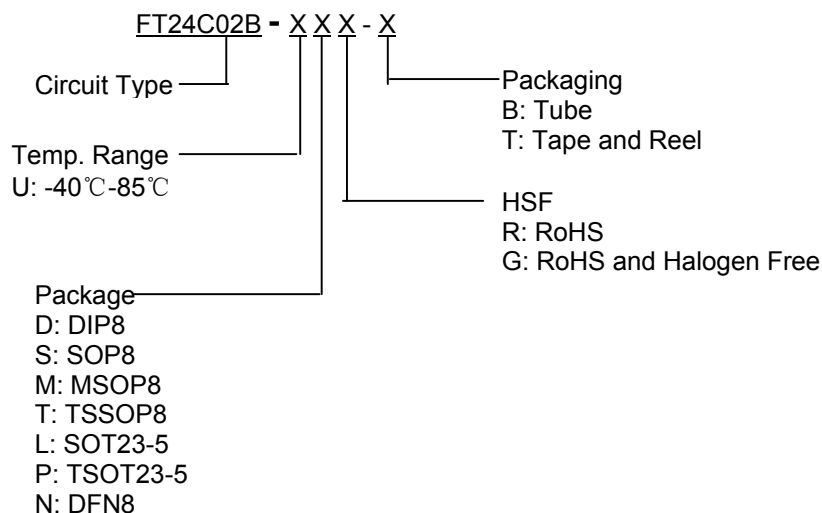 FT24C02B - X X X - X
Circuit Type
Packaging
B: Tube
T: Tape and Reel
Temp. Range
U: -40℃-85℃
HSF
R: RoHS
G: RoHS and Halogen Free
Package
D: DIP8
S: SOP8
M: MSOP8
T: TSSOP8
L: SOT23-5
P: TSOT23-5
N: DFN8